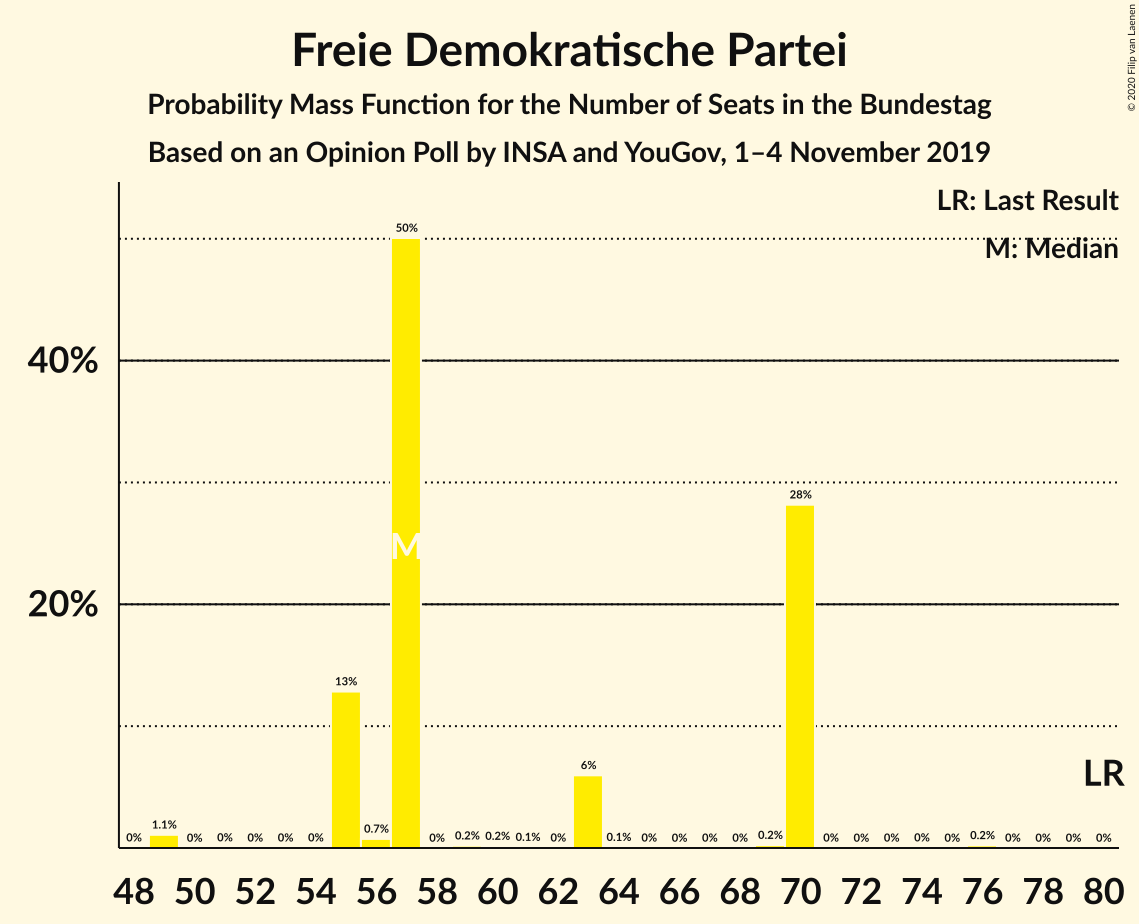 Freie Demokratische Partei
Probability Mass Function for the Number of Seats in the Bundestag
Based on an Opinion Poll by INSA and YouGov, 1–4 November 2019
© 2020 Filip van Laenen
LR: Last Result
M: Median
40%
20%
0% 1.1% 0% 0% 0% 0% 0% 13% 0.7% 50% 0% 0.2% 0.2% 0.1% 0% 6% 0.1% 0% 0% 0% 0% 0.2% 28% 0% 0% 0% 0% 0% 0.2% 0% 0% 0% 0%
M
LR
48 50 52 54 56 58 60 62 64 66 68 70 72 74 76 78 80